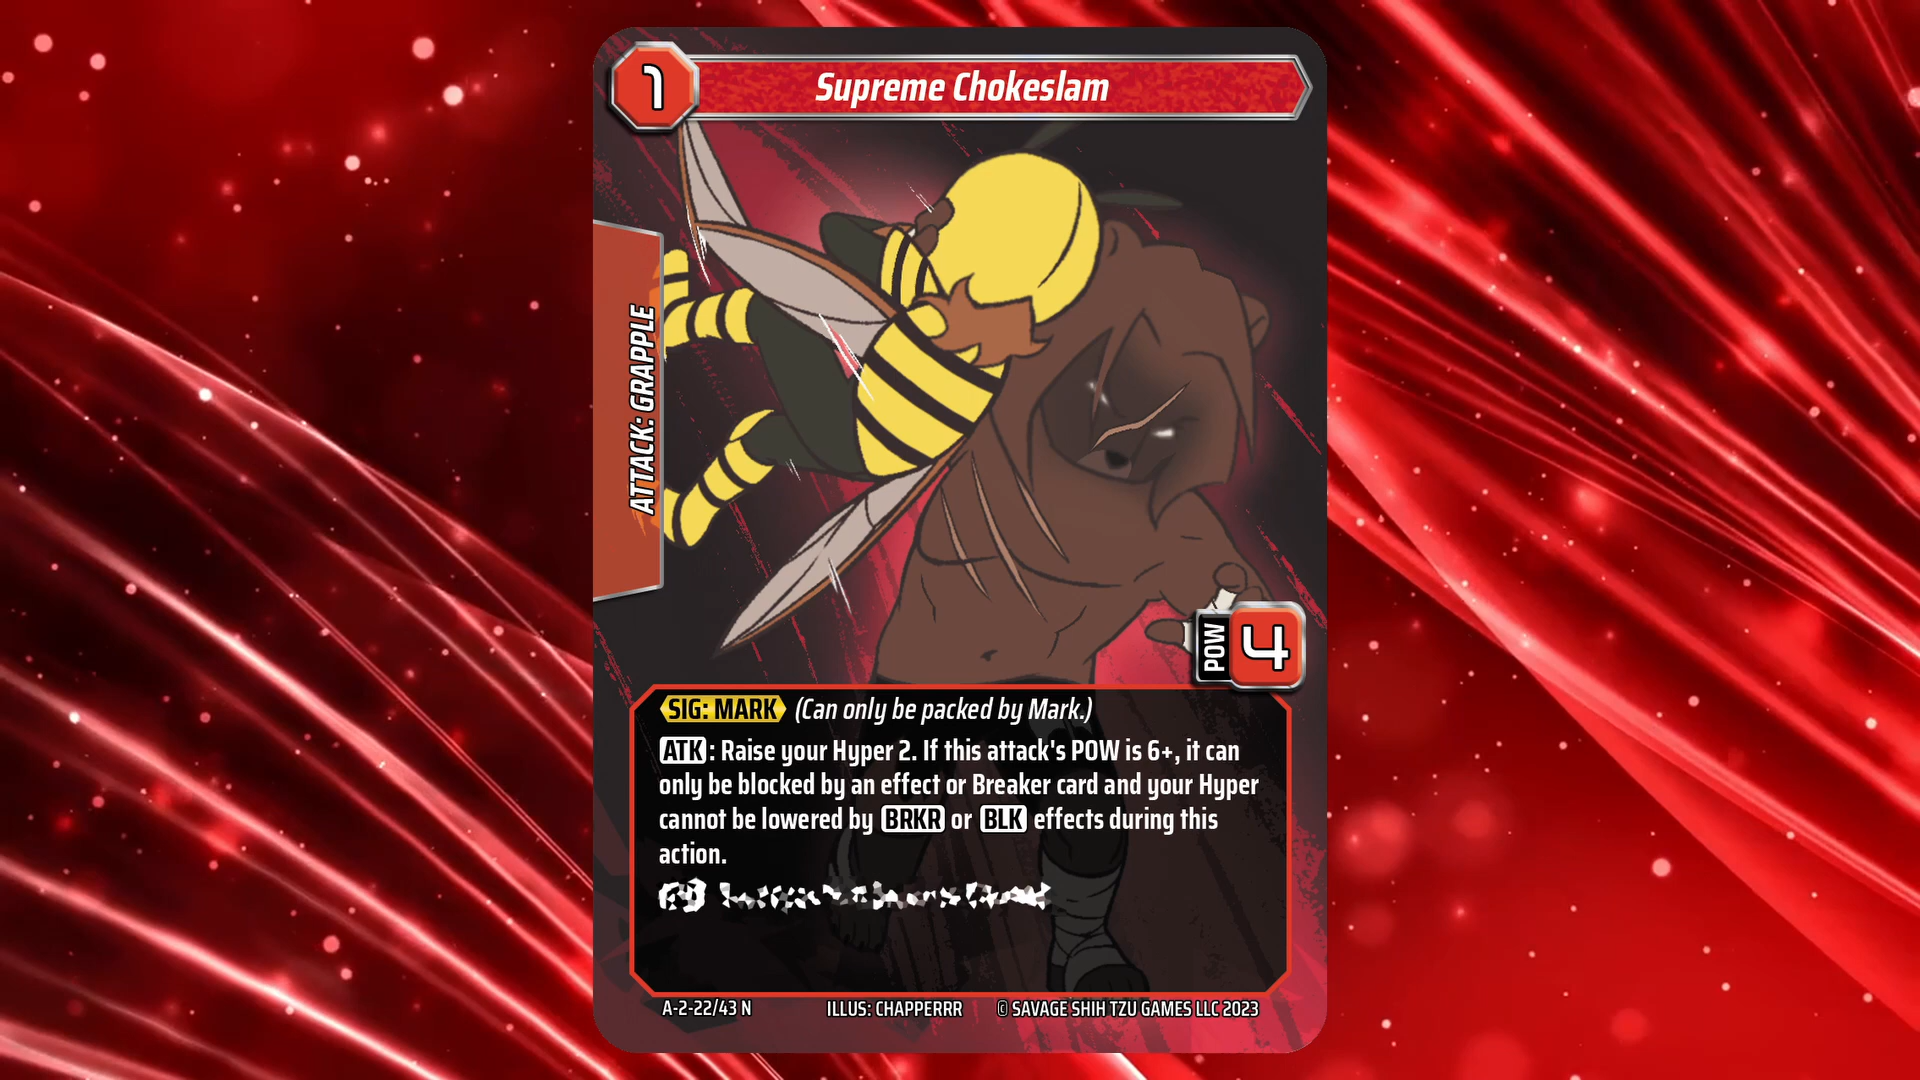 1
Supreme Chokeslam
ATTACK: GRAPPLE
POW 4
SIG: MARK (Can only be packed by Mark.)
ATK : Raise your Hyper 2. If this attack's POW is 6+, it can
only be blocked by an effect or Breaker card and your Hyper
cannot be lowered by BRKR or BLK effects during this
action.
A-2-22/43 N ILLUS: CHAPPERRR © SAVAGE SHIH TZU GAMES LLC 2023